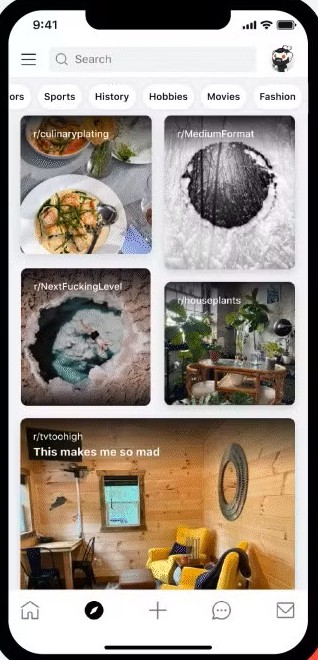 9:41
Search
ors
Sports
History
Hobbies
Movies
Fashion
r/culinaryplating
r/MediumFormat
r/NextFuckingLevel
r/houseplants
r/tvtoohigh
This makes me so mad